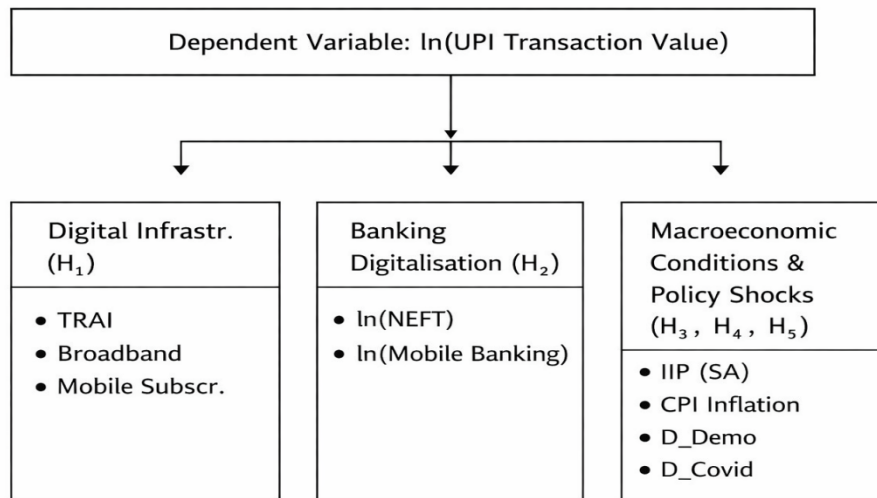 Dependent Variable: ln(UPI Transaction Value)
Digital Infrastr.
(H₁)
• TRAI
• Broadband
• Mobile Subscr.
Banking
Digitalisation (H₂)
• ln(NEFT)
• ln(Mobile Banking)
Macroeconomic
Conditions &
Policy Shocks
(H₃, H₄, H₅)
• IIP (SA)
• CPI Inflation
• D_Demo
• D_Covid